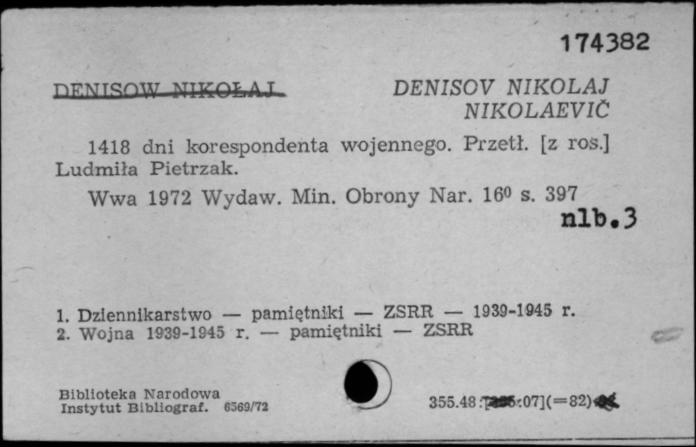 174382
DENISOW NIKOŁAJ
DENISOV NIKOLAJ
NIKOLAEVIČ
1418 dni korespondenta wojennego. Przetł. [z ros.]
Ludmiła Pietrzak.
Wwa 1972 Wydaw. Min. Obrony Nar. 16⁰ s. 397
nlb.3
1. Dziennikarstwo — pamiętniki — ZSRR — 1939-1945 r.
2. Wojna 1939-1945 r. — pamiętniki — ZSRR
Biblioteka Narodowa
Instytut Bibliograf. 6569/72
355.48:[:07](=82)